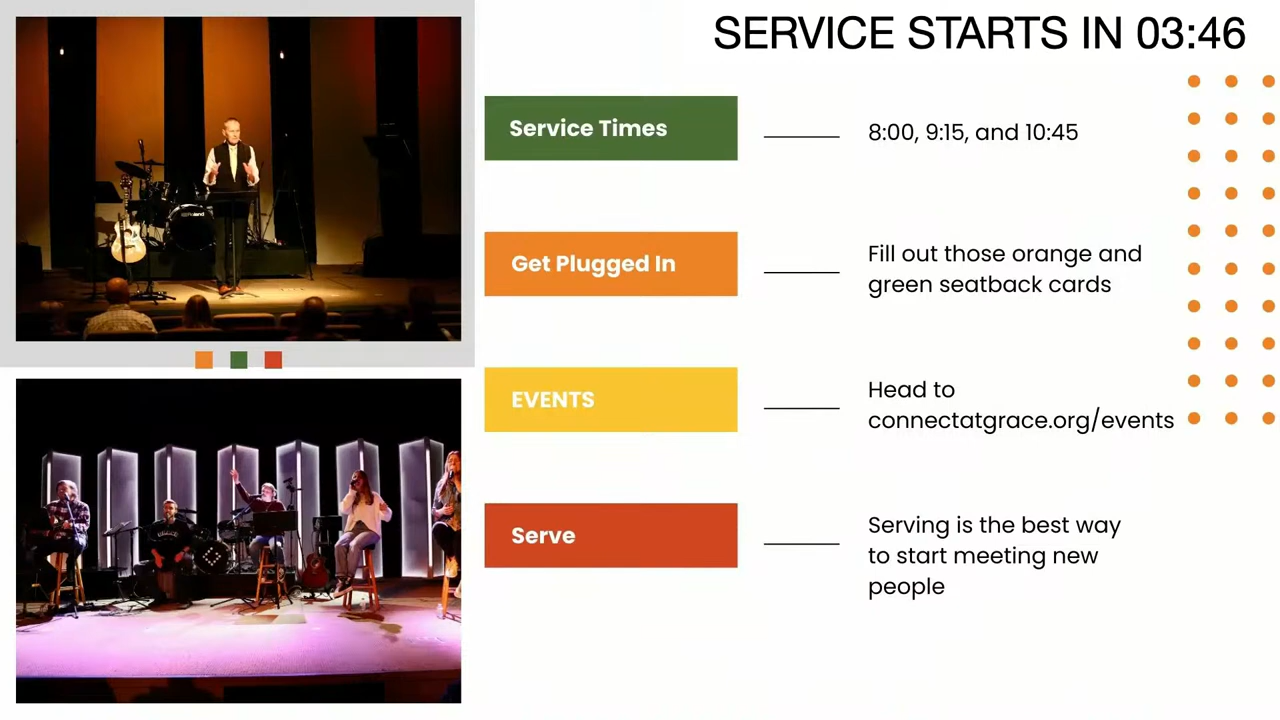 SERVICE STARTS IN 03:46
Service Times
8:00, 9:15, and 10:45
Get Plugged In
Fill out those orange and
green seatback cards
EVENTS
Head to
connectatgrace.org/events
Serve
Serving is the best way
to start meeting new
people
Roland